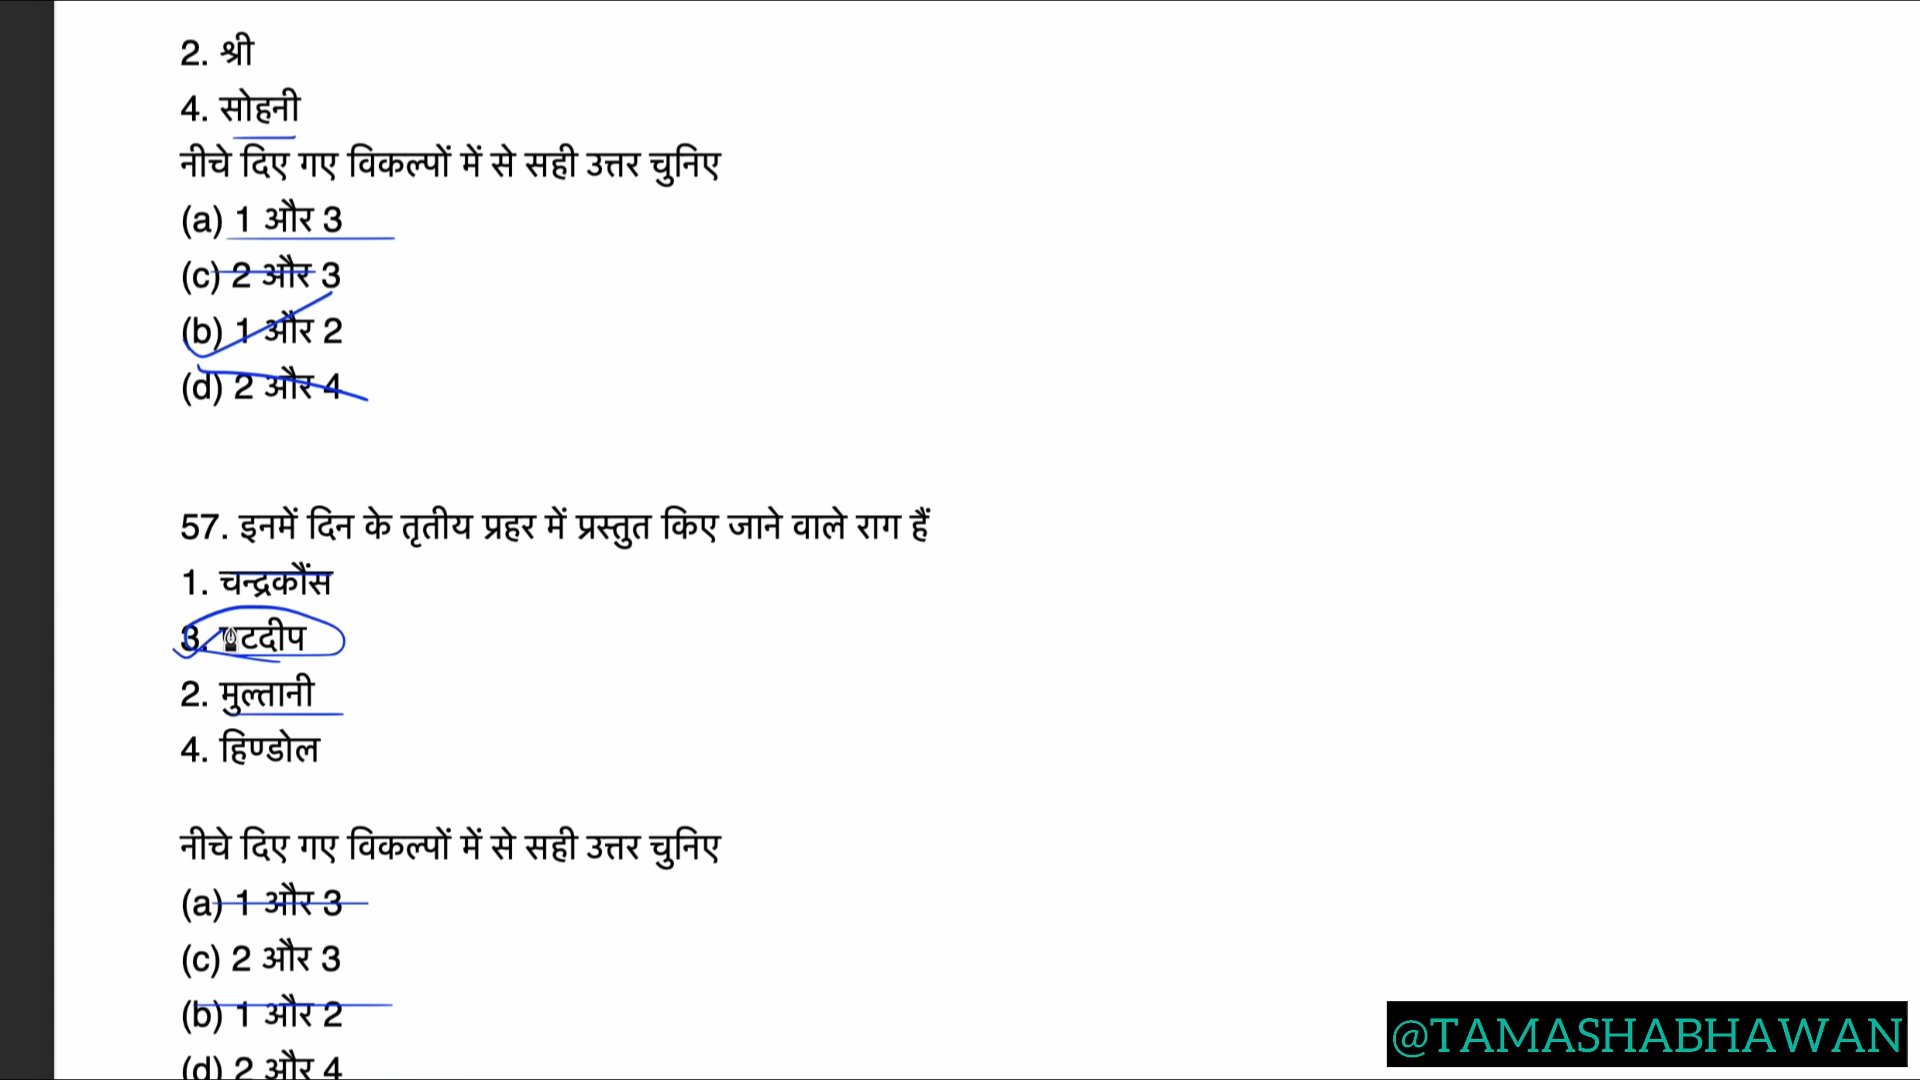 2. श्री
4. सोहनी
नीचे दिए गए विकल्पों में से सही उत्तर चुनिए
(a) 1 और 3
(c) 2 और 3
(b) 1 और 2
(d) 2 और 4
57. इनमें दिन के तृतीय प्रहर में प्रस्तुत किए जाने वाले राग हैं
1. चन्द्रकौंस
3.
2. मुल्तानी
4. हिण्डोल
नीचे दिए गए विकल्पों में से सही उत्तर चुनिए
(a) 1 और 3
(c) 2 और 3
(b) 1 और 2
(d) 2 और 4
@TAMASHABHAWAN